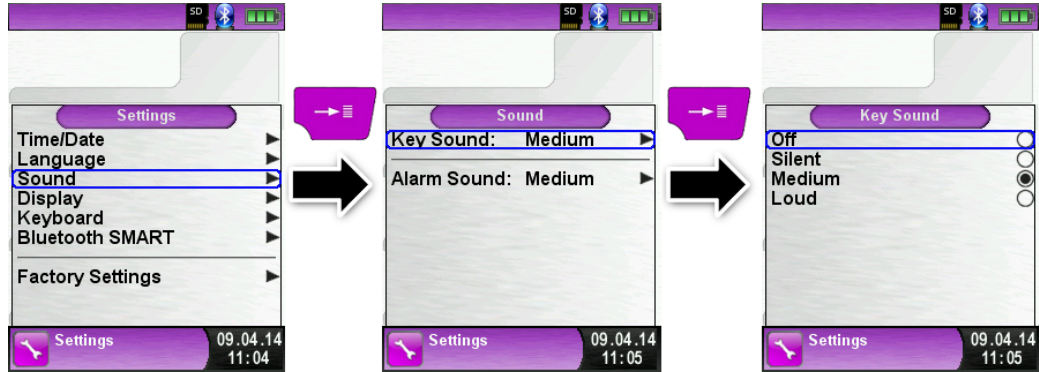 SD
Settings
Time/Date
Language
Sound
Display
Keyboard
Bluetooth SMART
Factory Settings
Settings
09.04.14
11:04
SD
Sound
Key Sound: Medium
Alarm Sound: Medium
Settings
09.04.14
11:05
SD
Key Sound
Off
Silent
Medium
Loud
Settings
09.04.14
11:05